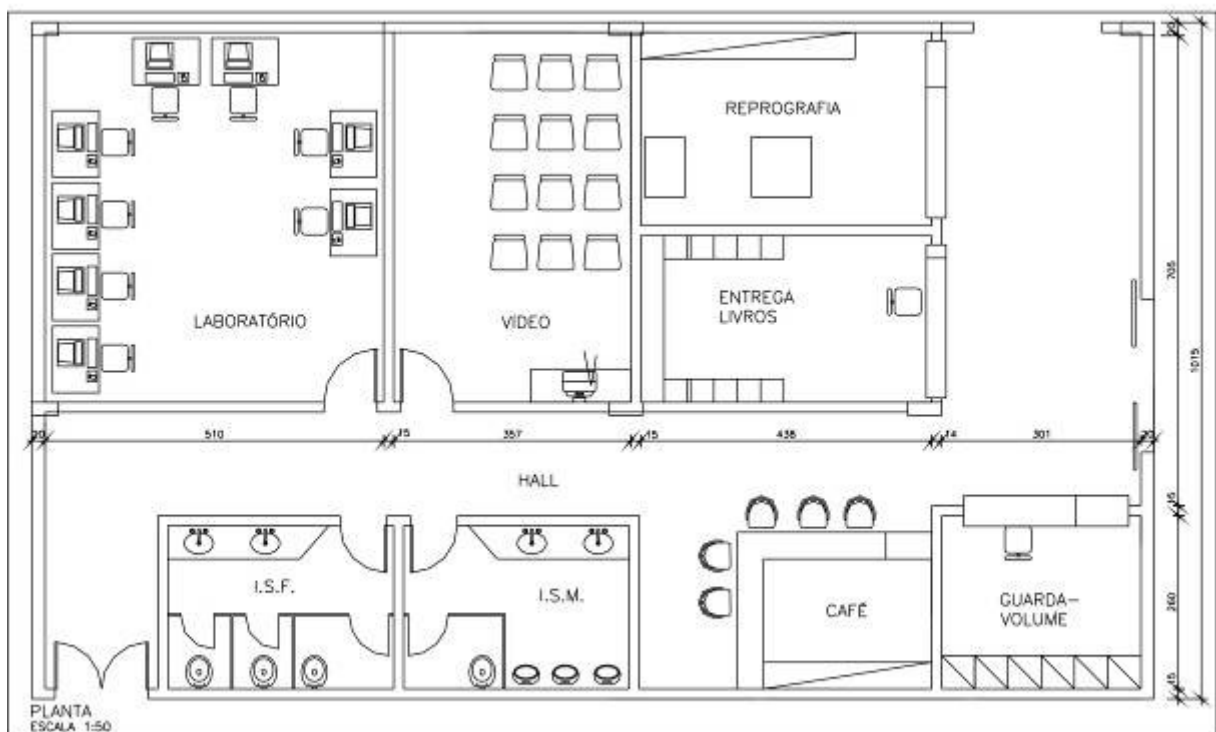 REPROGRAFIA
ENTREGA
LIVROS
LABORATÓRIO
VÍDEO
20 510 15 357 15 436 14 301 20
HALL
I.S.F.
I.S.M.
CAFÉ
GUARDA-
VOLUME
705
1015
15
260
15
PLANTA
ESCALA 1:50